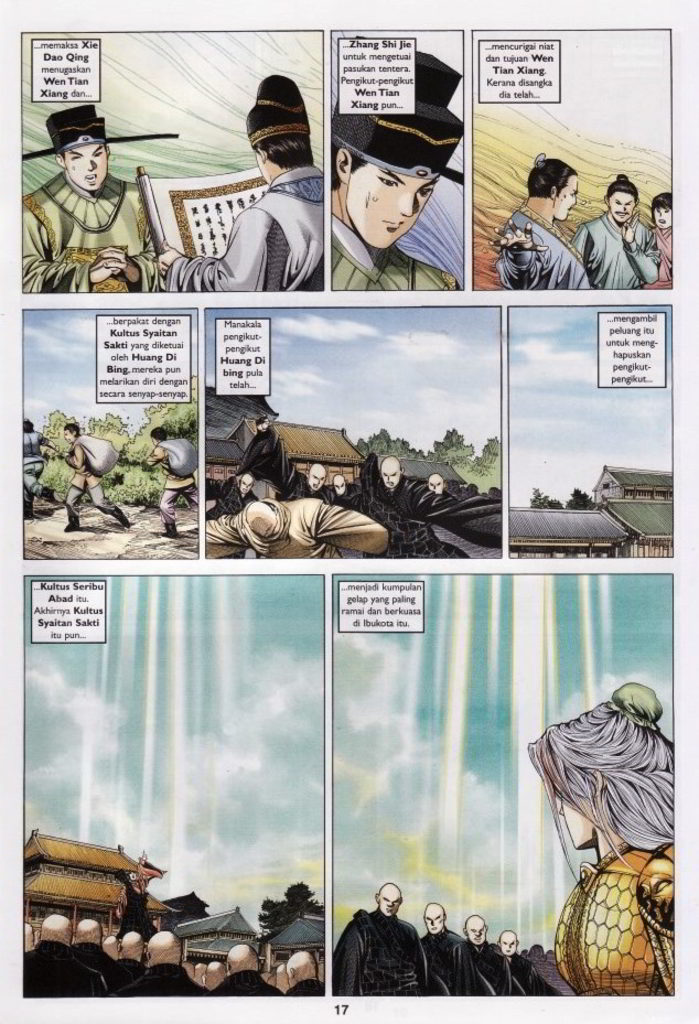 ...memaksa Xie
Dao Qing
menugaskan
Wen Tian
Xiang dan...
...Zhang Shi Jie
untuk mengetuai
pasukan tentera.
Pengikut-pengikut
Wen Tian
Xiang pun...
...mencurigai niat
dan tujuan Wen
Tian Xiang.
Kerana disangka
dia telah...
...berpakat dengan
Kultus Syaitan
Sakti yang diketuai
oleh Huang Di
Bing, mereka pun
melarikan diri dengan
secara senyap-senyap.
Manakala
pengikut-
pengikut
Huang Di
bing pula
telah...
...mengambil
peluang itu
untuk meng-
hapuskan
pengikit-
pengikut...
...Kultus Seribu
Abad itu.
Akhirnya Kultus
Syaitan Sakti
itu pun...
...menjadi kumpulan
gelap yang paling
ramai dan berkuasa
di Ibukota itu.
17